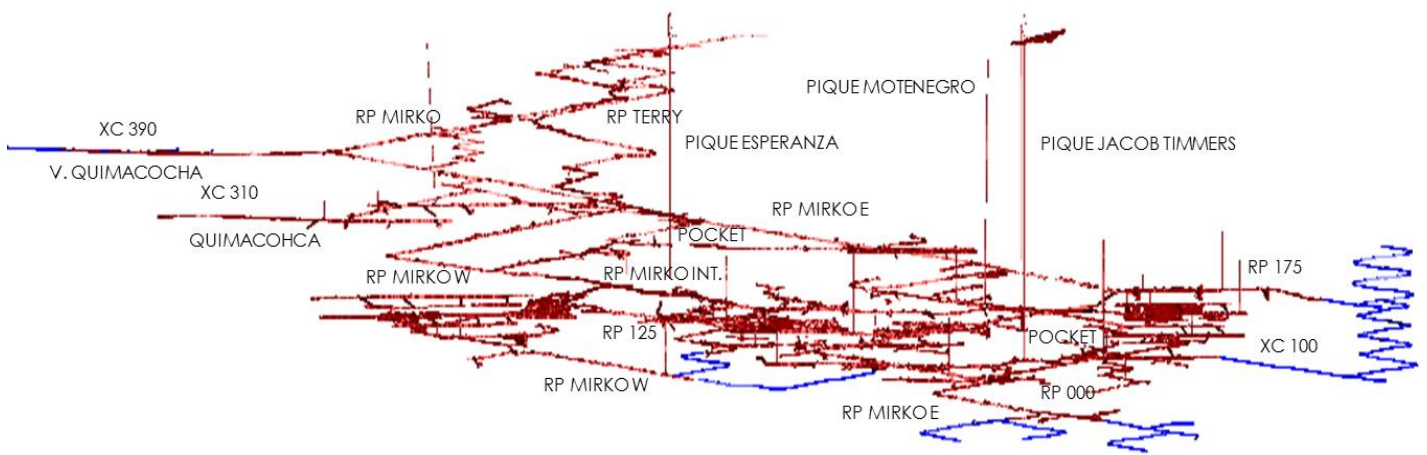 PIQUE MOTENEGRO
RP MIRKO
RP TERRY
XC 390
PIQUE ESPERANZA
PIQUE JACOB TIMMERS
V. QUIMACOCHA
XC 310
RP MIRKO E
QUIMACOHCA
POCKET
RP MIRKO W
RP MIRKO INT.
RP 175
RP 125
POCKET
XC 100
RP MIRKO W
RP 000
RP MIRKO E